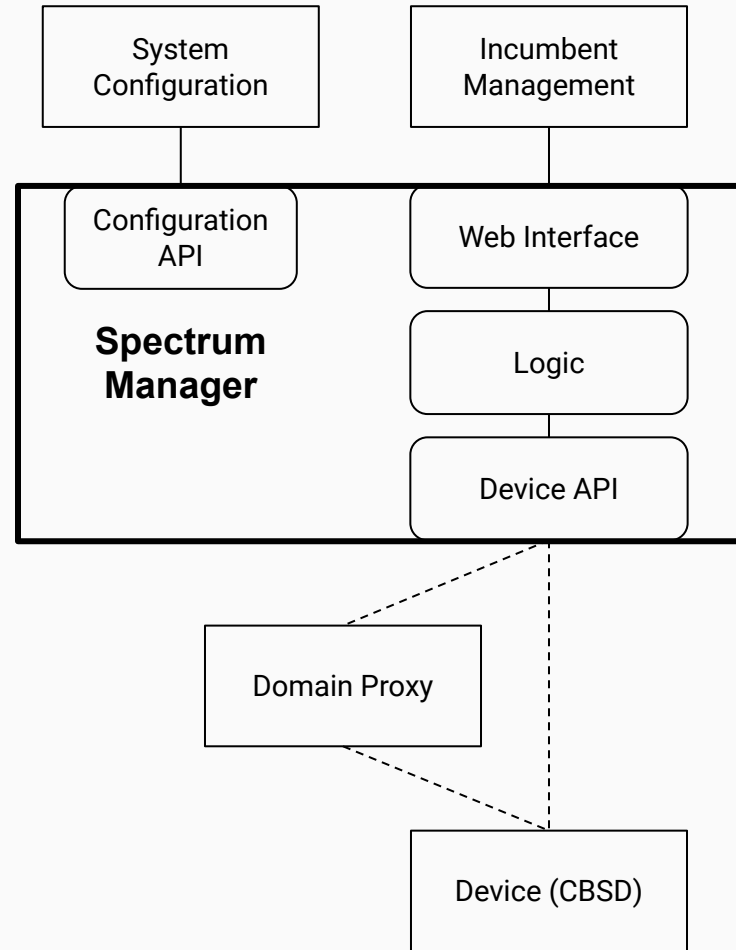 System
Configuration
Incumbent
Management
Configuration
API
Web Interface
Spectrum
Manager
Logic
Device API
Domain Proxy
Device (CBSD)